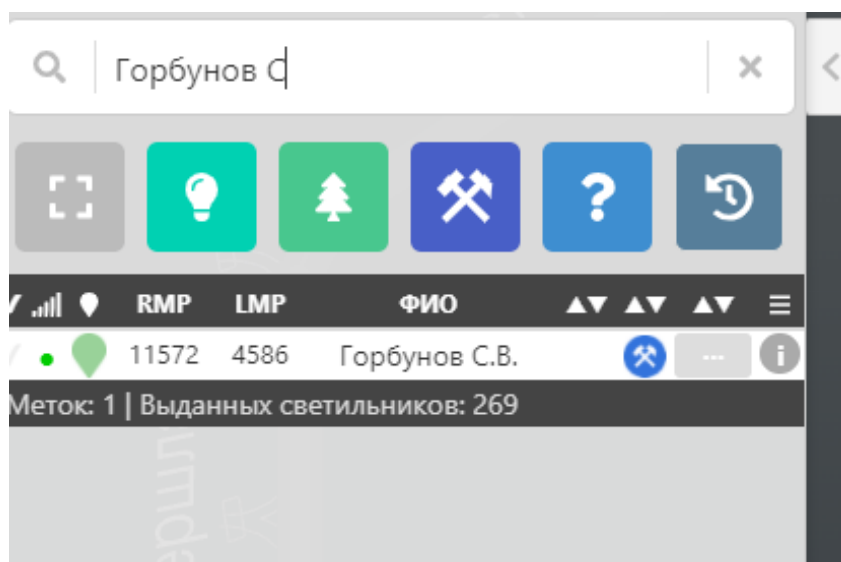 Горбунов С
RMP LMP ФИО
11572 4586 Горбунов С.В.
Меток: 1 | Выданных светильников: 269